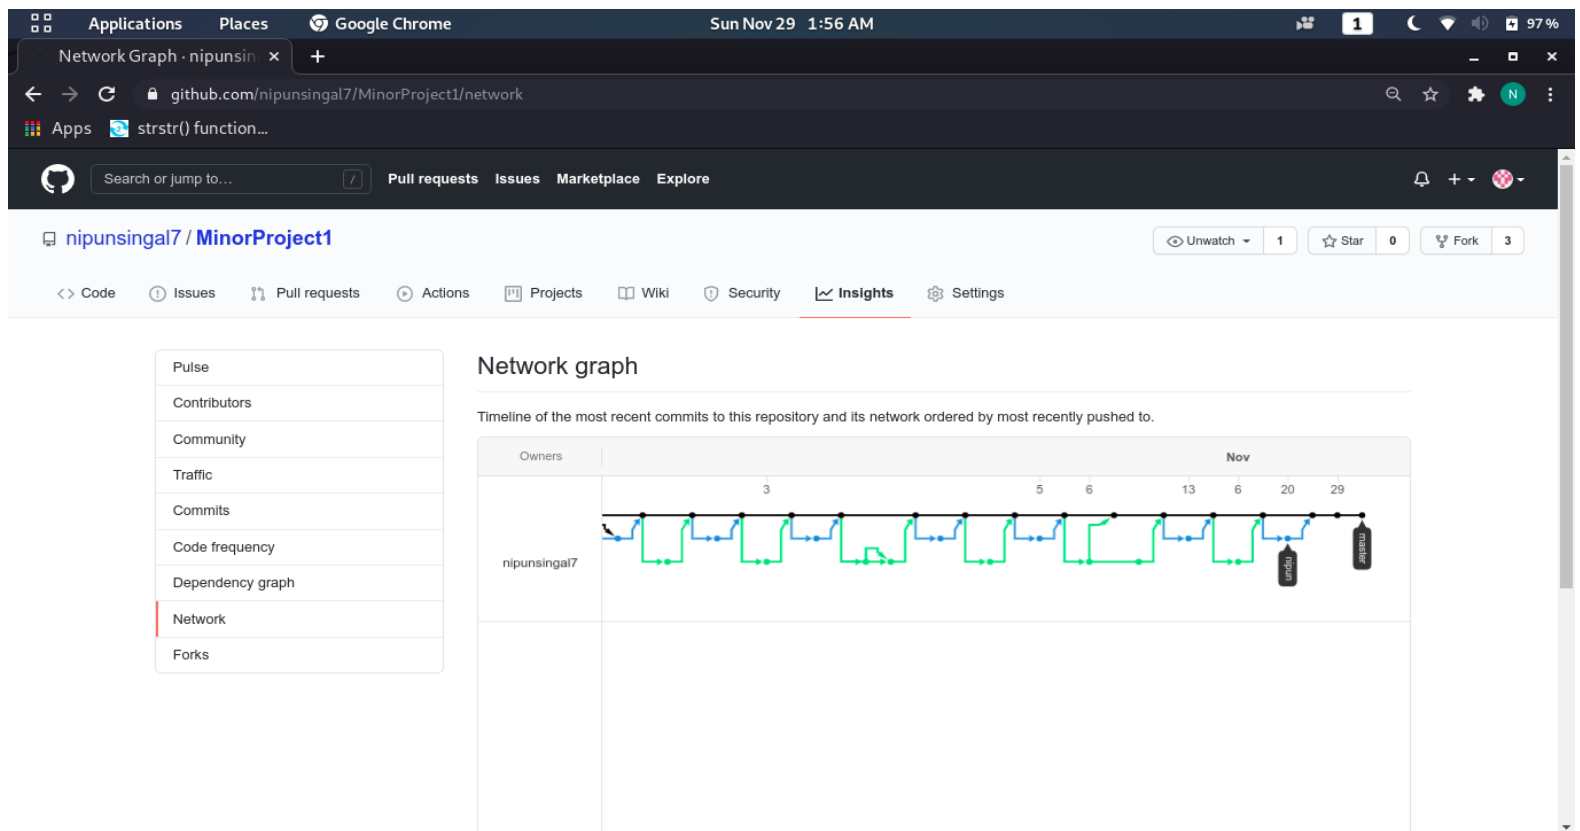 Applications Places Google Chrome Sun Nov 29 1:56 AM 1 97 %
Network Graph · nipunsin
github.com/nipunsingal7/MinorProject1/network N
Apps strstr() function...
Search or jump to... / Pull requests Issues Marketplace Explore
nipunsingal7 / MinorProject1 Unwatch 1 Star 0 Fork 3
Code Issues Pull requests Actions Projects Wiki Security Insights Settings
Pulse
Contributors
Community
Traffic
Commits
Code frequency
Dependency graph
Network
Forks
Network graph
Timeline of the most recent commits to this repository and its network ordered by most recently pushed to.
Owners Nov
3 5 6 13 6 20 29
master
nipun
nipunsingal7